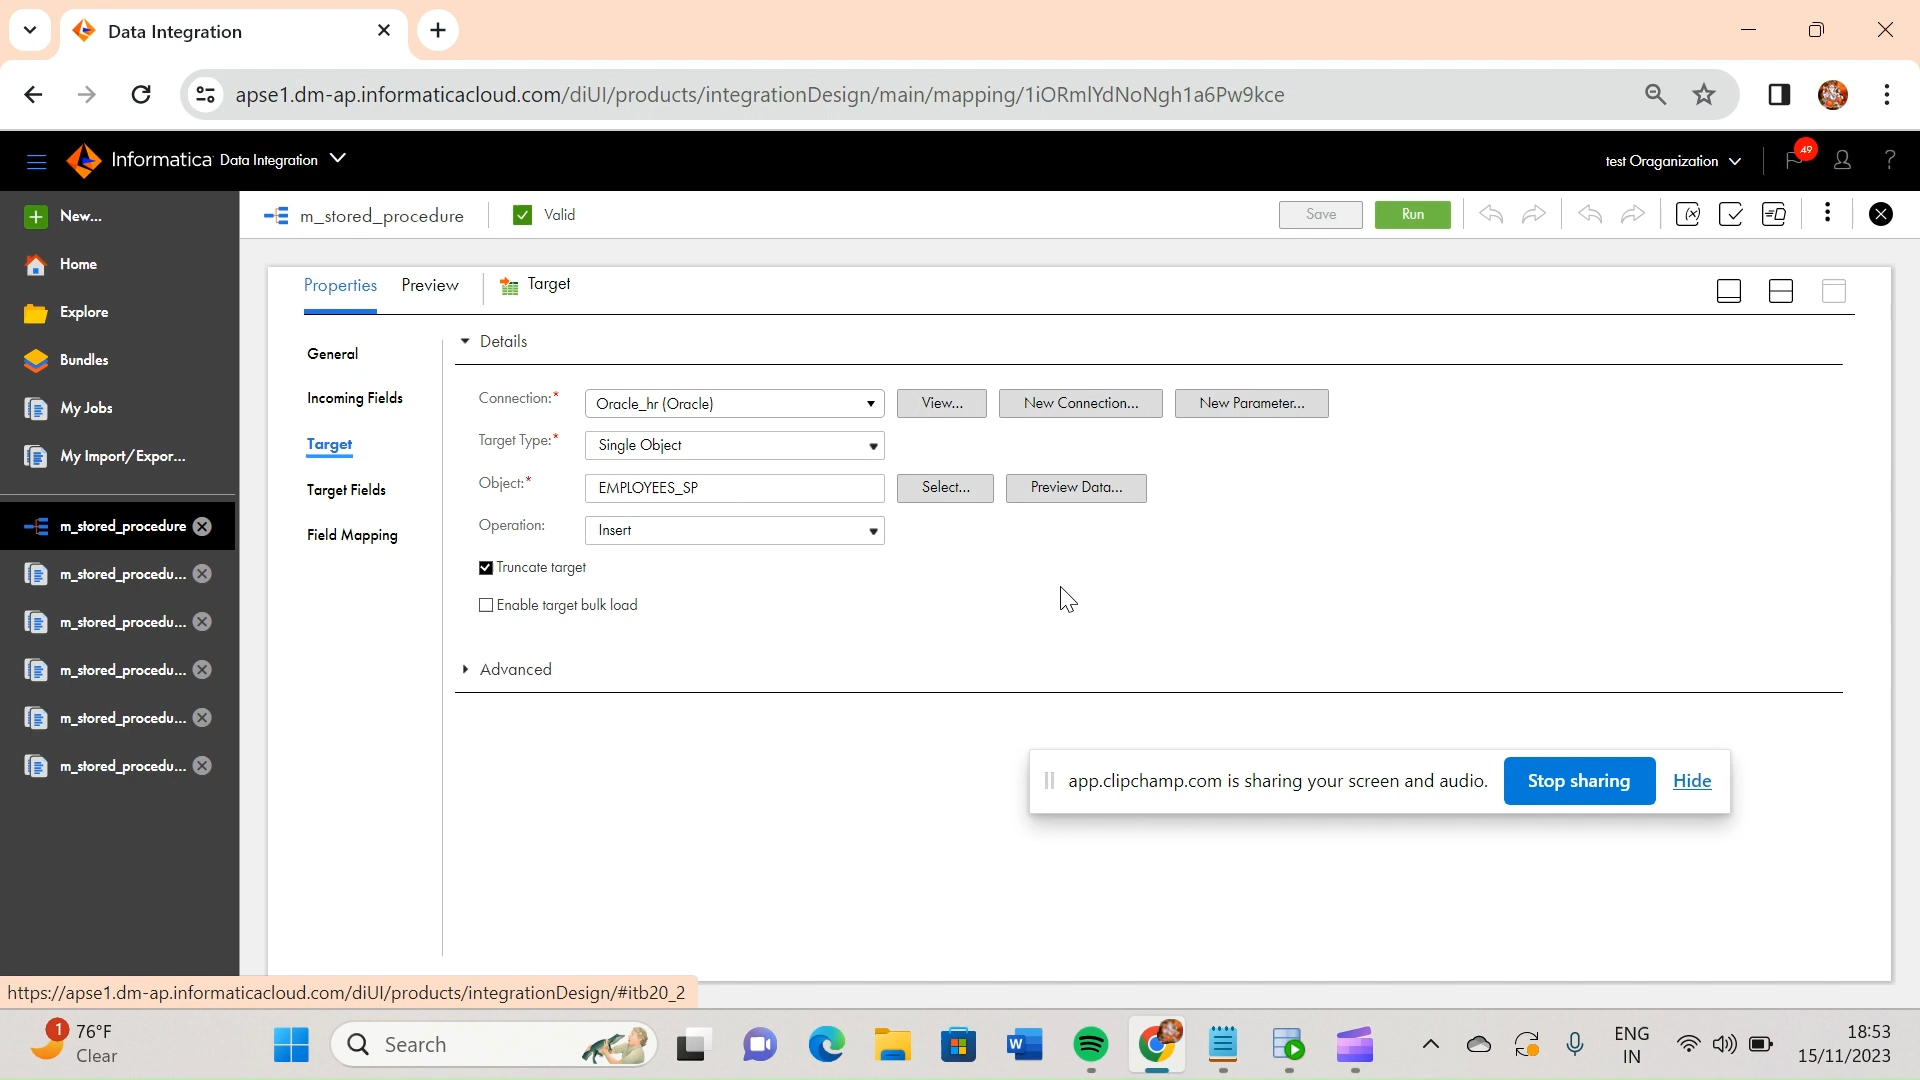 Data Integration
apse1.dm-ap.informaticacloud.com/diUI/products/integrationDesign/main/mapping/1iORmlYdNoNgh1a6Pw9kce
Informatica Data Integration
test Oraganization
49
?
New...
Home
Explore
Bundles
My Jobs
My Import/Expor...
m_stored_procedure
m_stored_procedu...
m_stored_procedu...
m_stored_procedu...
m_stored_procedu...
m_stored_procedu...
m_stored_procedure
Valid
Save
Run
Properties
Preview
Target
General
Incoming Fields
Target
Target Fields
Field Mapping
Details
Connection:* Oracle_hr (Oracle) View... New Connection... New Parameter...
Target Type:* Single Object
Object:* EMPLOYEES_SP Select... Preview Data...
Operation: Insert
Truncate target
Enable target bulk load
Advanced
app.clipchamp.com is sharing your screen and audio. Stop sharing Hide
https://apse1.dm-ap.informaticacloud.com/diUI/products/integrationDesign/#itb20_2
1
76°F
Clear
Search
W
ENG
IN
18:53
15/11/2023